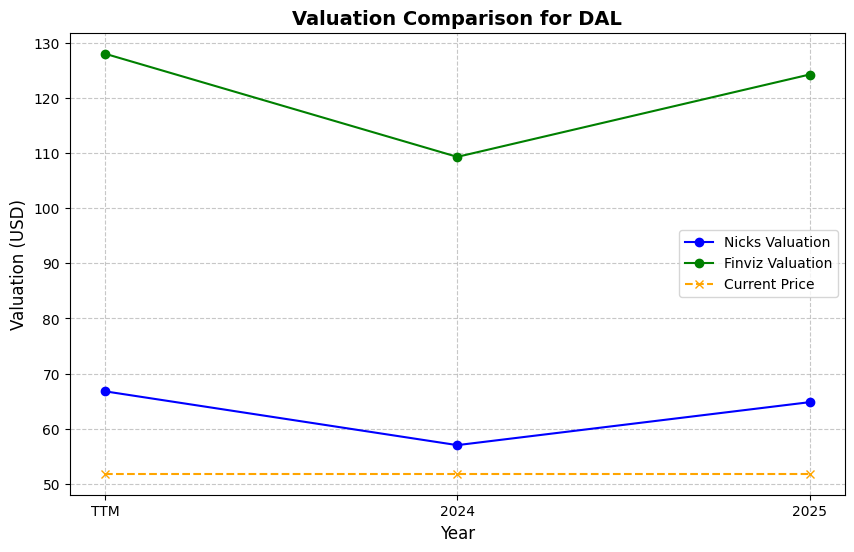 Valuation Comparison for DAL
130
120
110
100
90
80
70
60
50
Valuation (USD)
Nicks Valuation
Finviz Valuation
Current Price
TTM
2024
2025
Year